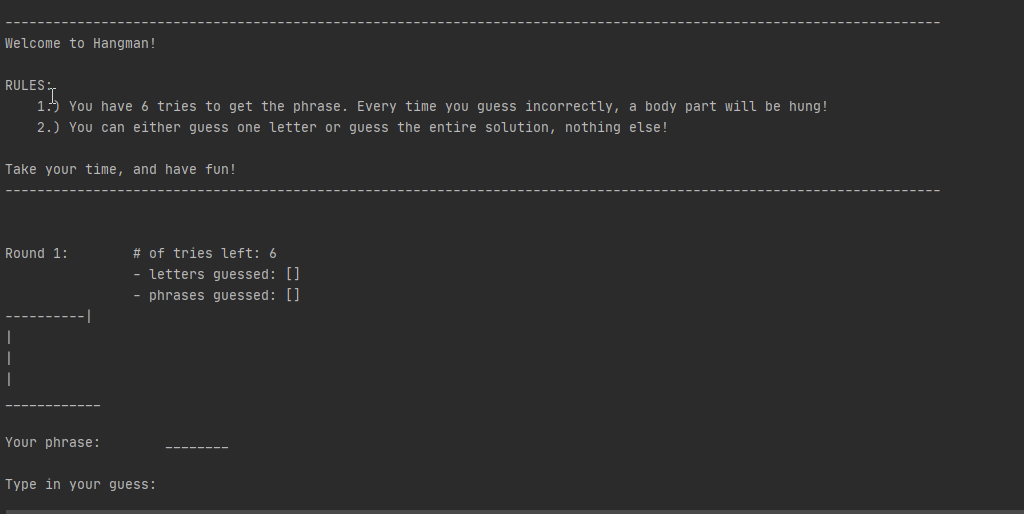 ---------------------------------------------------------------------------------------------------------------------
Welcome to Hangman!
RULES:
    1.) You have 6 tries to get the phrase. Every time you guess incorrectly, a body part will be hung!
    2.) You can either guess one letter or guess the entire solution, nothing else!
Take your time, and have fun!
---------------------------------------------------------------------------------------------------------------------
Round 1:        # of tries left: 6
                - letters guessed: []
                - phrases guessed: []
----------|
|
|
|
____________
Your phrase:        ________
Type in your guess: